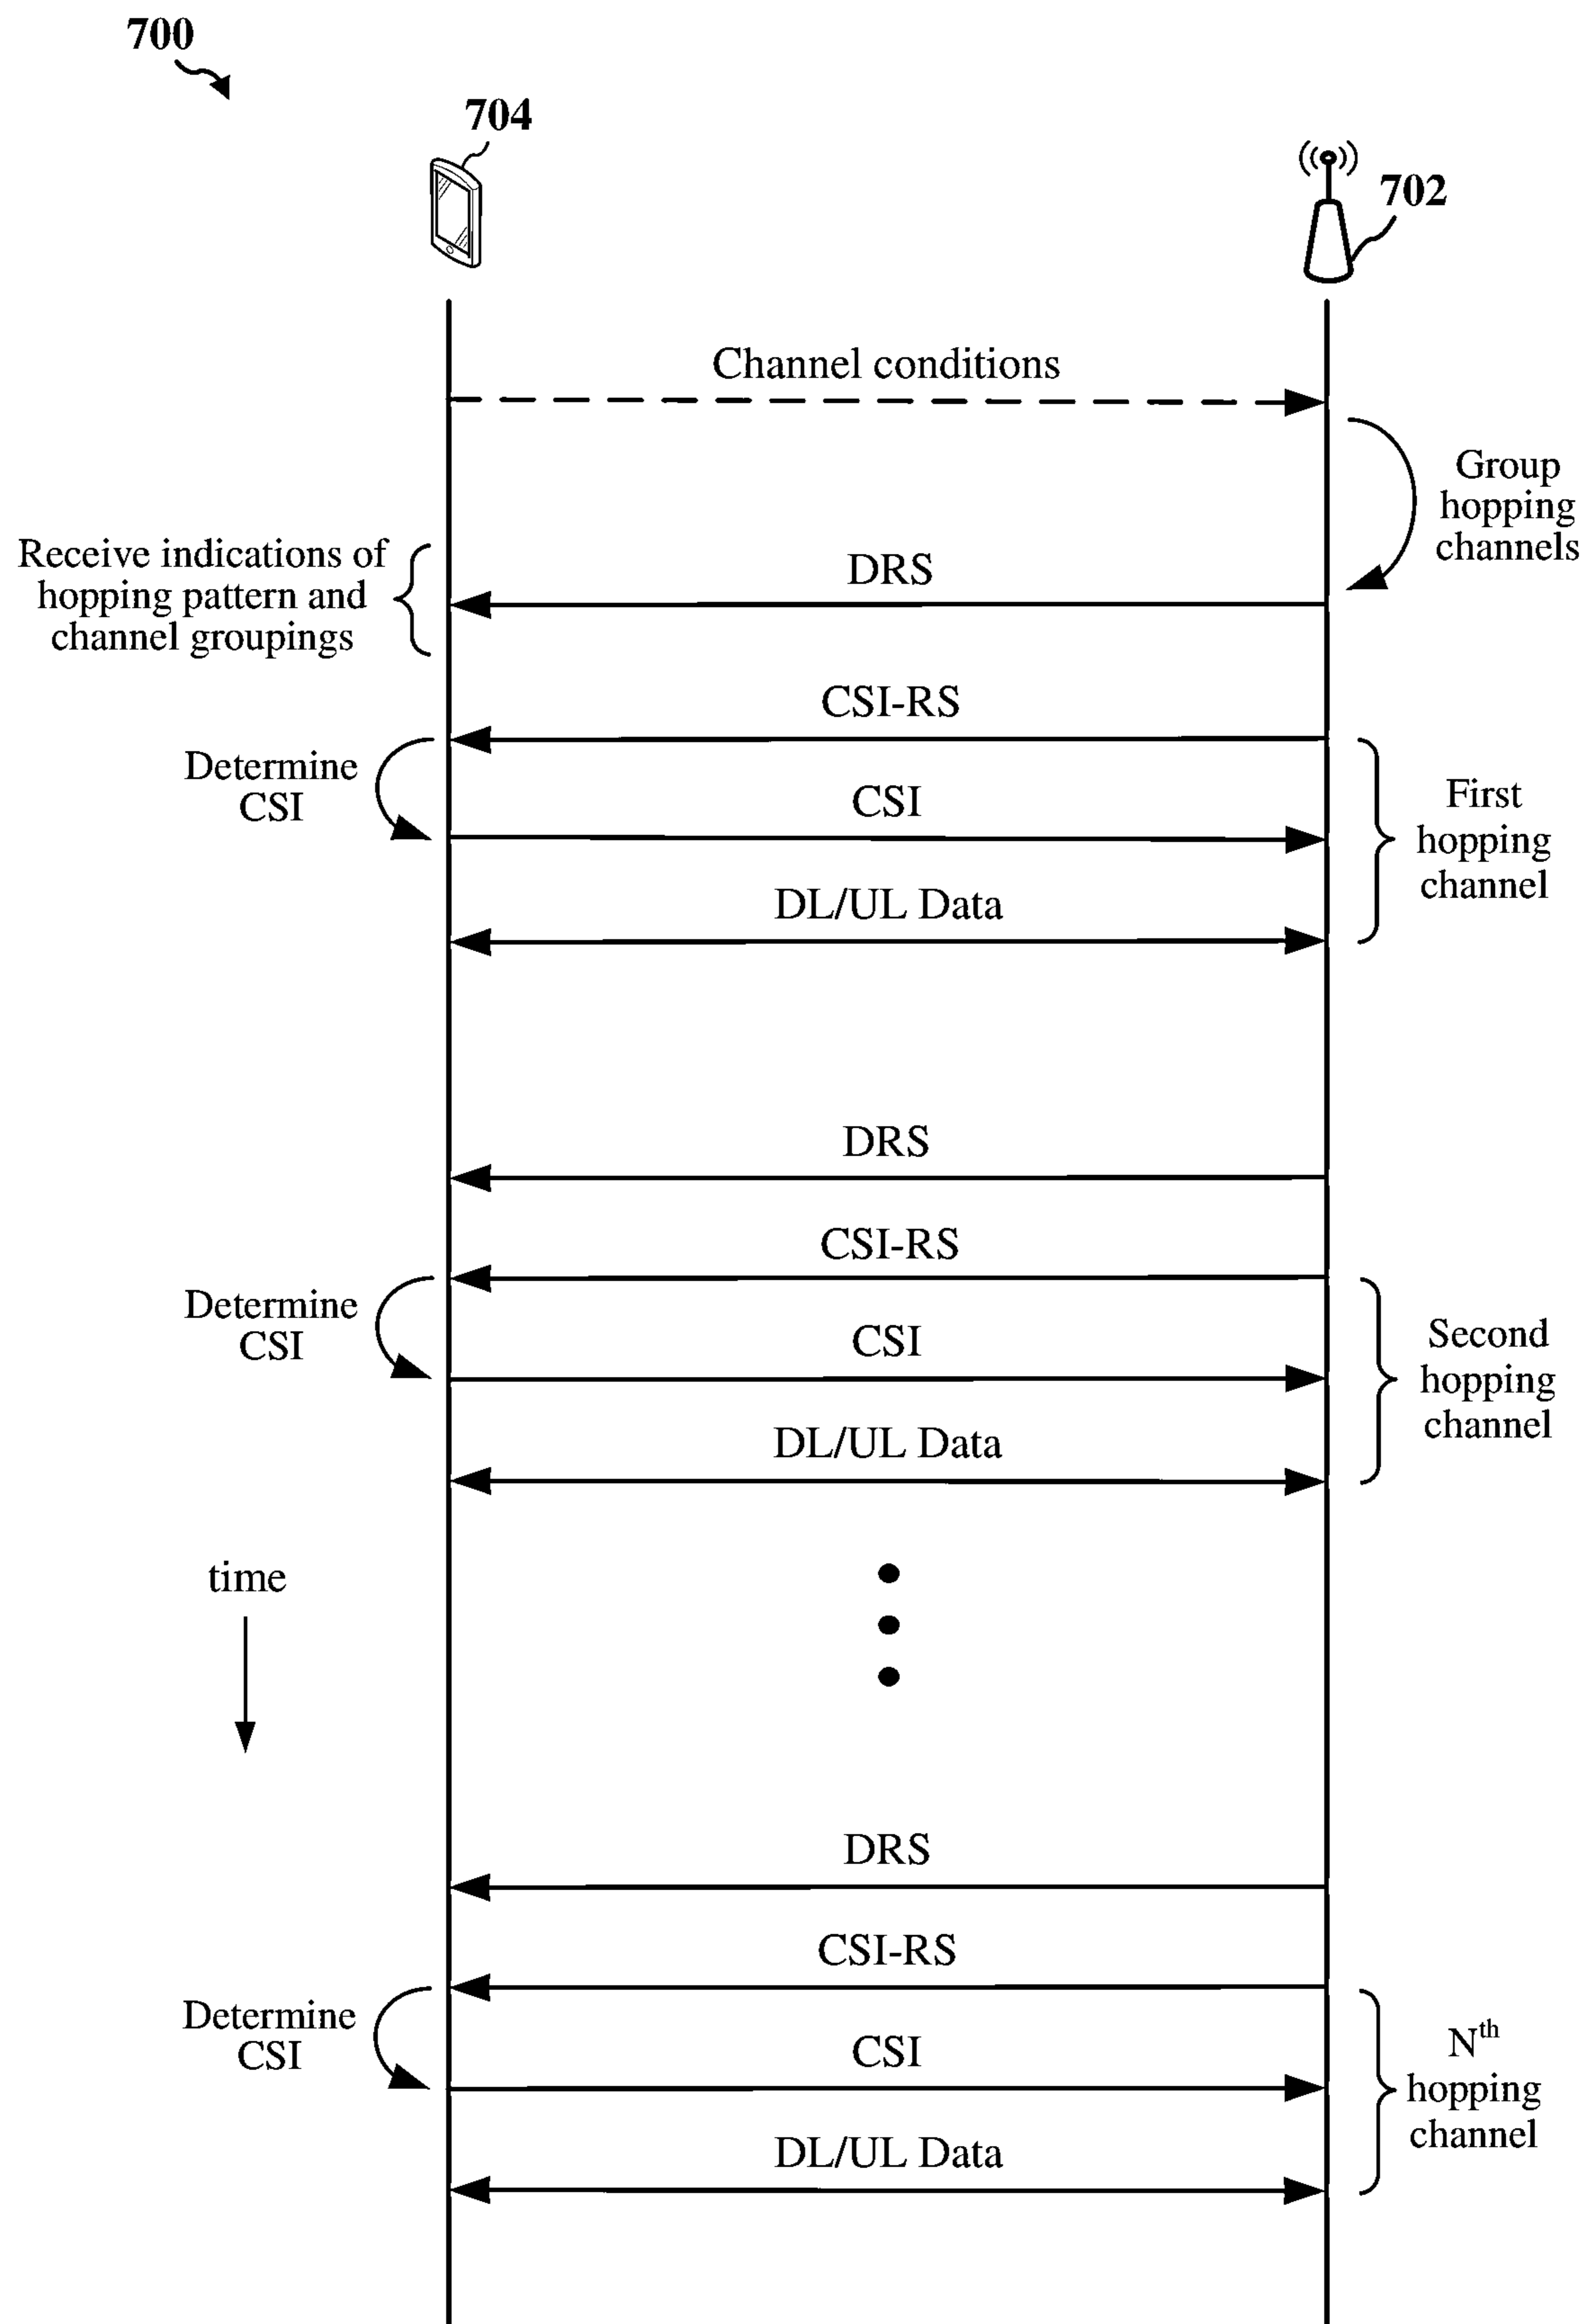 700
704
702
Channel conditions
Group
hopping
channels
Receive indications of
hopping pattern and
channel groupings
DRS
CSI-RS
Determine
CSI
CSI
First
hopping
channel
DL/UL Data
DRS
CSI-RS
Determine
CSI
CSI
Second
hopping
channel
DL/UL Data
time
DRS
CSI-RS
Determine
CSI
CSI
Nth
hopping
channel
DL/UL Data